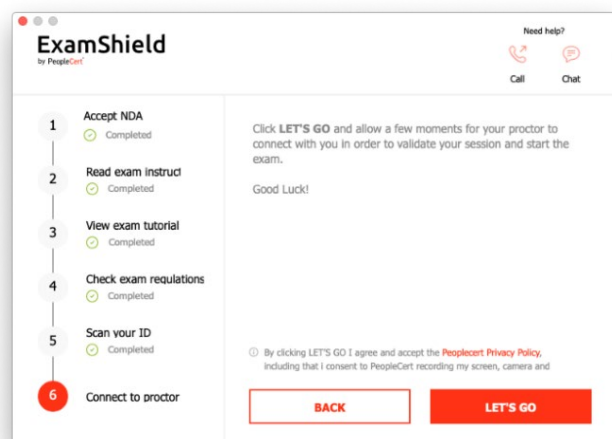 ExamShield
by PeopleCert
Need help?
Call
Chat
1
Accept NDA
Completed
2
Read exam instruct
Completed
3
View exam tutorial
Completed
4
Check exam regulations
Completed
5
Scan your ID
Completed
6
Connect to proctor
Click LET'S GO and allow a few moments for your proctor to
connect with you in order to validate your session and start the
exam.
Good Luck!
By clicking LET'S GO I agree and accept the Peoplecert Privacy Policy,
including that i consent to PeopleCert recording my screen, camera and
BACK
LET'S GO